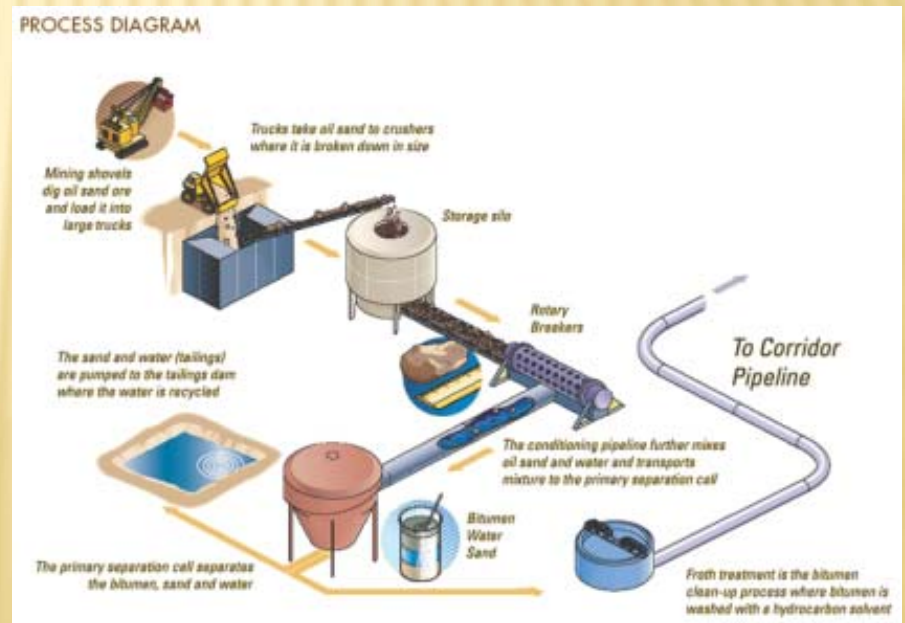 PROCESS DIAGRAM
Trucks take oil sand to crushers
where it is broken down in size
Mining shovels
dig oil sand ore
and load it into
large trucks
Storage silo
Rotary
Breakers
To Corridor
Pipeline
The sand and water (tailings)
are pumped to the tailings dam
where the water is recycled
The conditioning pipeline further mixes
oil sand and water and transports
mixture to the primary separation cell
Bitumen
Water
Sand
The primary separation cell separates
the bitumen, sand and water
Froth treatment is the bitumen
clean-up process where bitumen is
washed with a hydrocarbon solvent